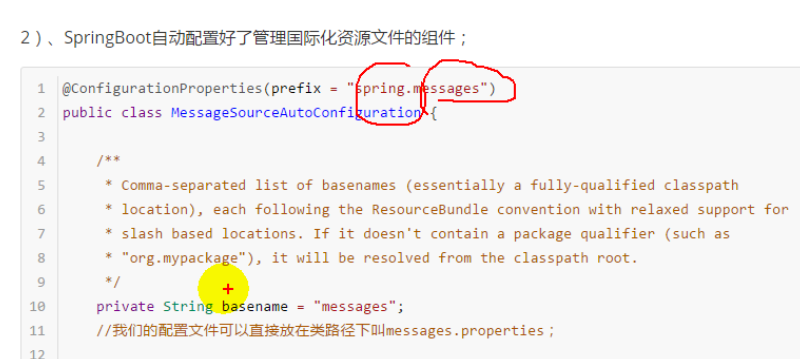 2）、SpringBoot自动配置好了管理国际化资源文件的组件；
1 @ConfigurationProperties(prefix = "spring.messages")
2 public class MessageSourceAutoConfiguration {
3
4 /**
5 * Comma-separated list of basenames (essentially a fully-qualified classpath
6 * location), each following the ResourceBundle convention with relaxed support for
7 * slash based locations. If it doesn't contain a package qualifier (such as
8 * "org.mypackage"), it will be resolved from the classpath root.
9 */
10 private String basename = "messages";
11 //我们的配置文件可以直接放在类路径下叫messages.properties；
12